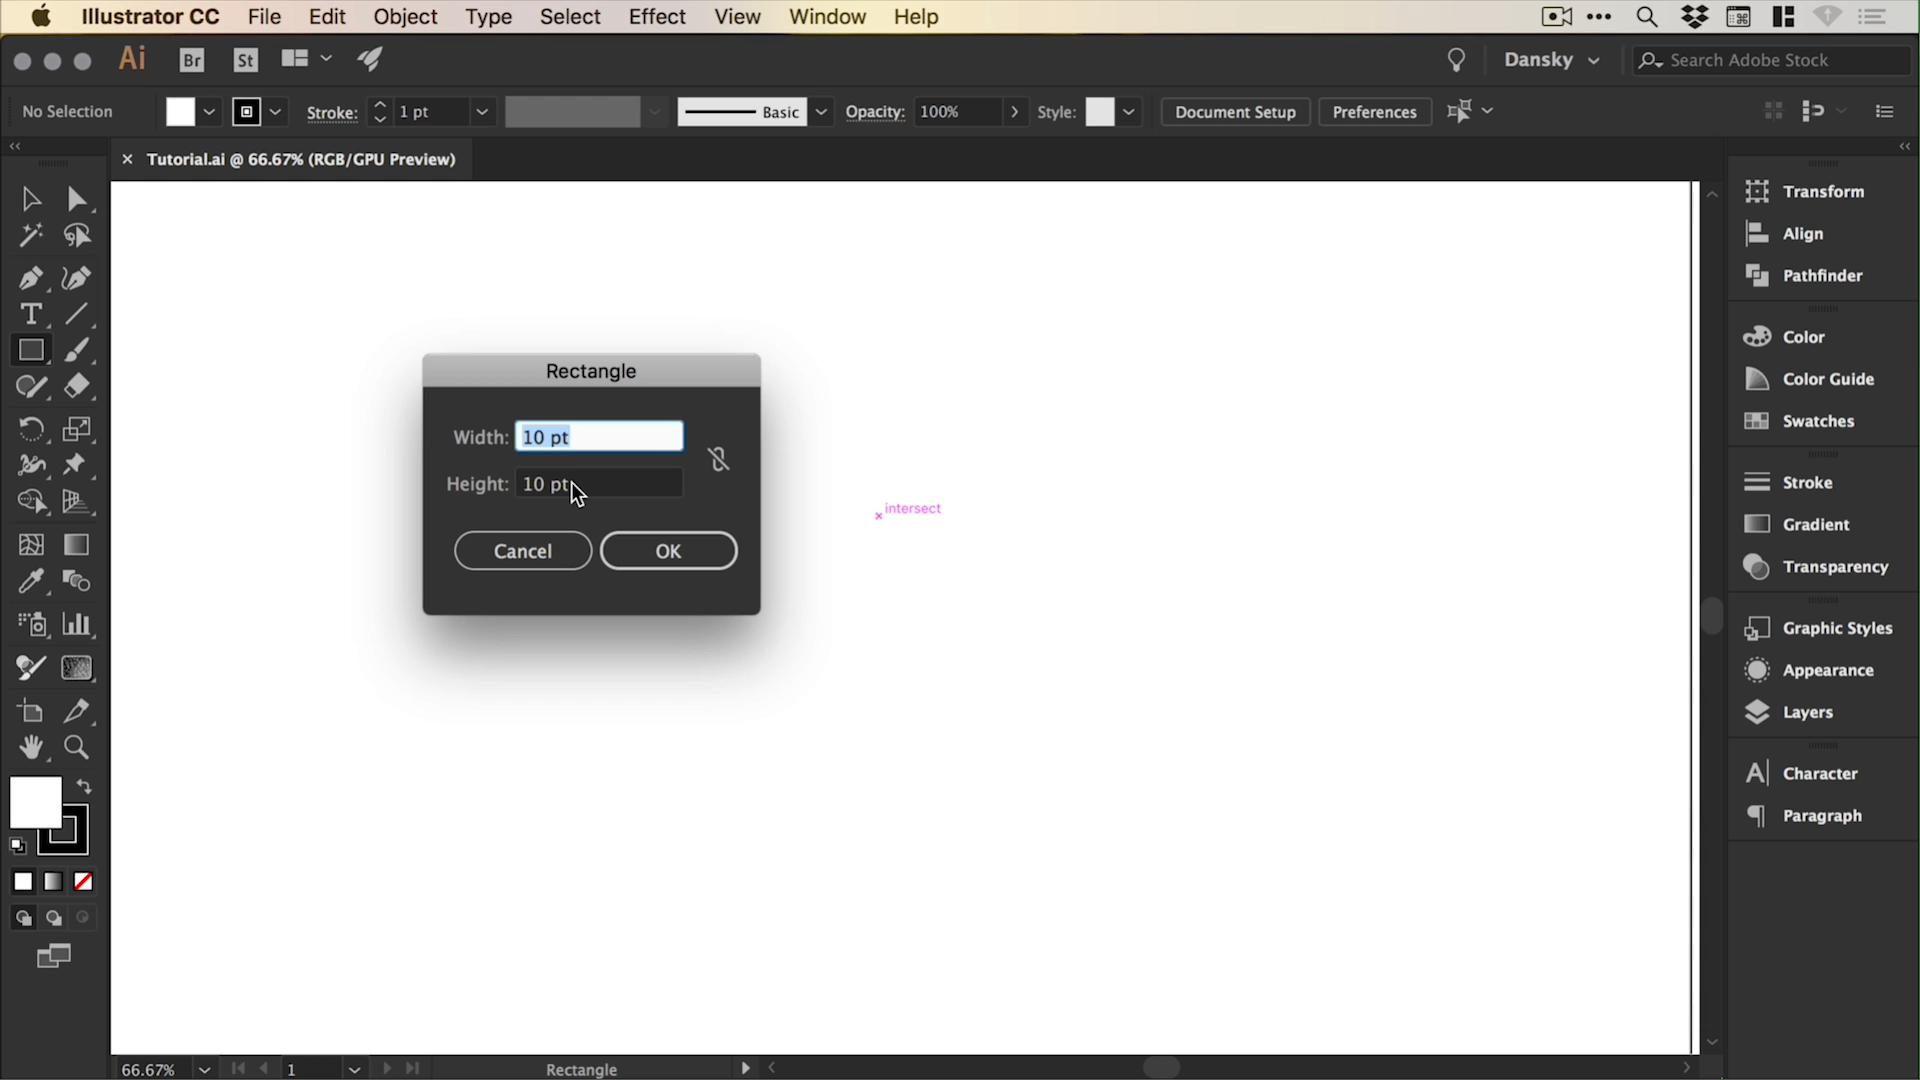 Illustrator CC File Edit Object Type Select Effect View Window Help
Ai Br St Dansky Search Adobe Stock
No Selection Stroke: 1 pt Basic Opacity: 100% Style: Document Setup Preferences
× Tutorial.ai @ 66.67% (RGB/GPU Preview)
Transform
Align
Pathfinder
Color
Color Guide
Swatches
Stroke
Gradient
Transparency
Graphic Styles
Appearance
Layers
Character
Paragraph
Rectangle
Width: 10 pt
Height: 10 pt
Cancel OK
intersect
66.67% 1 Rectangle